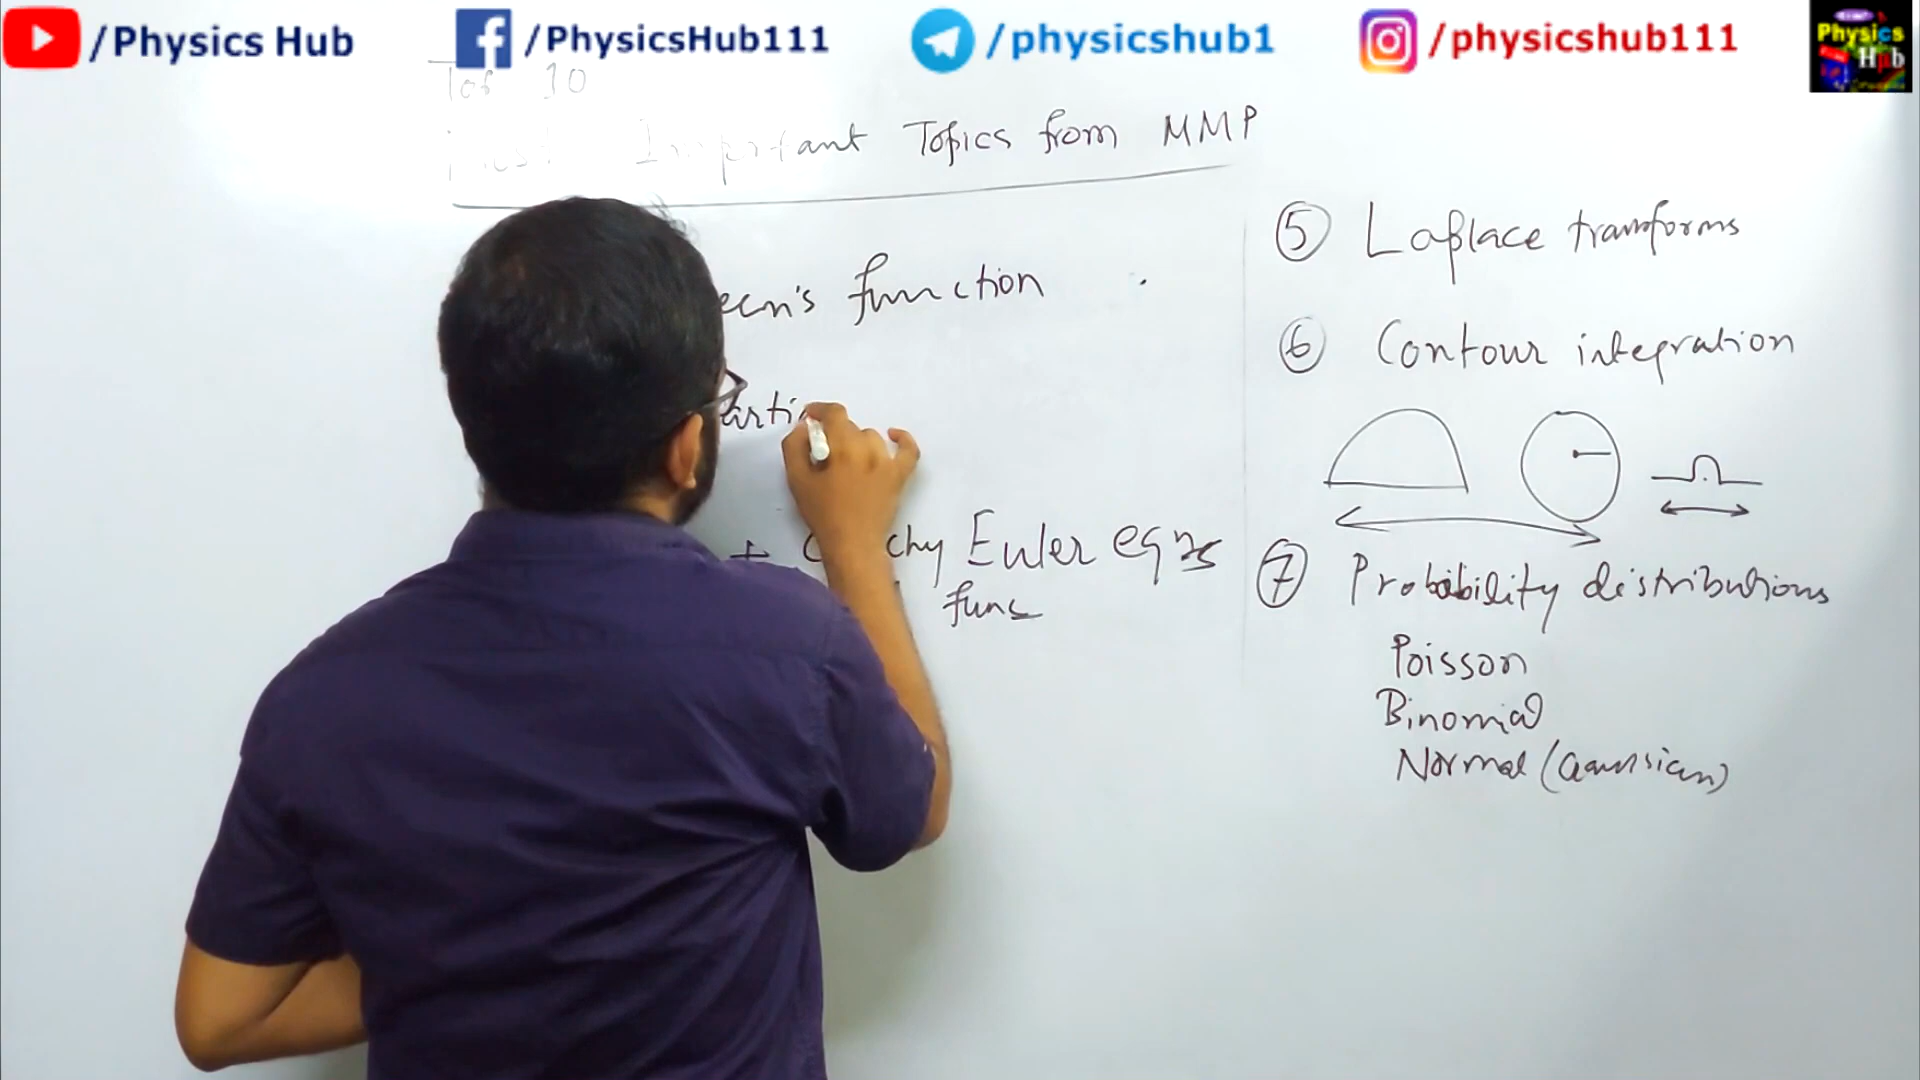 /Physics Hub /PhysicsHub111 /physicshub1 /physicshub111 Physics Hub
Top 10
Important Topics from MMP
een's function
arti
+ chy Euler eqns
func
5 Laplace transforms
6 Contour integration
7 Probability distributions
Poisson
Binomial
Normal (Gaussian)